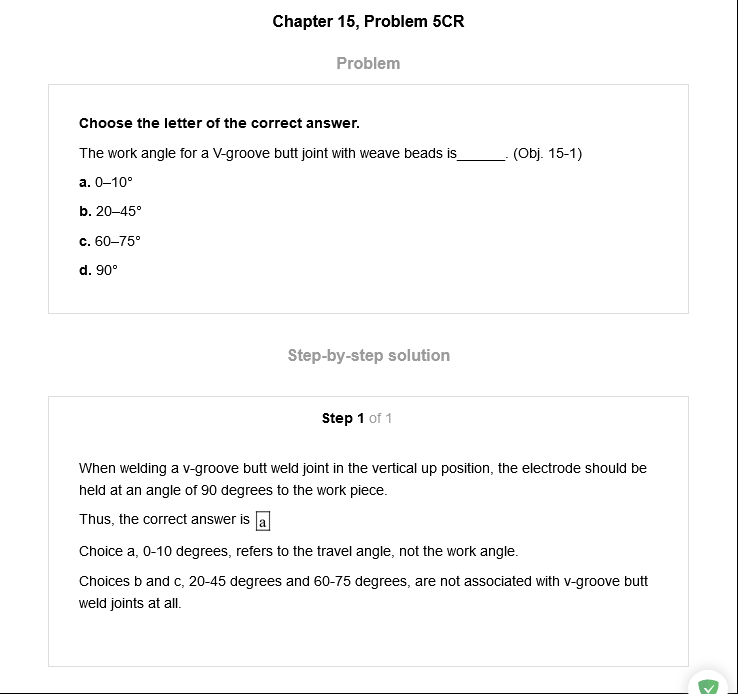 Chapter 15, Problem 5CR
Problem
Choose the letter of the correct answer.
The work angle for a V-groove butt joint with weave beads is______. (Obj. 15-1)
a. 0–10°
b. 20–45°
c. 60–75°
d. 90°
Step-by-step solution
Step 1 of 1
When welding a v-groove butt weld joint in the vertical up position, the electrode should be
held at an angle of 90 degrees to the work piece.
Thus, the correct answer is a
Choice a, 0-10 degrees, refers to the travel angle, not the work angle.
Choices b and c, 20-45 degrees and 60-75 degrees, are not associated with v-groove butt
weld joints at all.